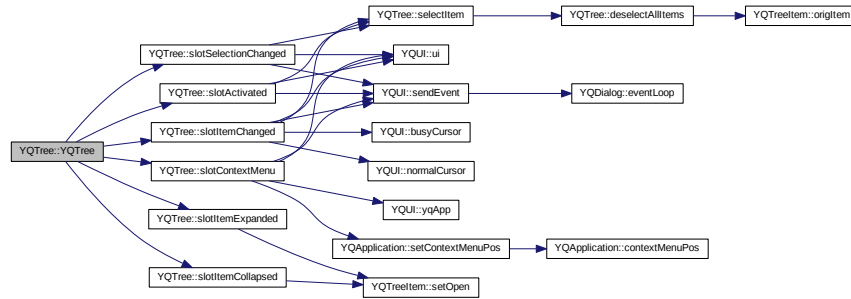 YQTree::YQTree
YQTree::slotSelectionChanged
YQTree::slotActivated
YQTree::slotItemChanged
YQTree::slotContextMenu
YQTree::slotItemExpanded
YQTree::slotItemCollapsed
YQTree::selectItem
YQUI::ui
YQUI::sendEvent
YQUI::busyCursor
YQUI::normalCursor
YQUI::yqApp
YQApplication::setContextMenuPos
YQTreeItem::setOpen
YQTree::deselectAllItems
YQDialog::eventLoop
YQApplication::contextMenuPos
YQTreeItem::origItem